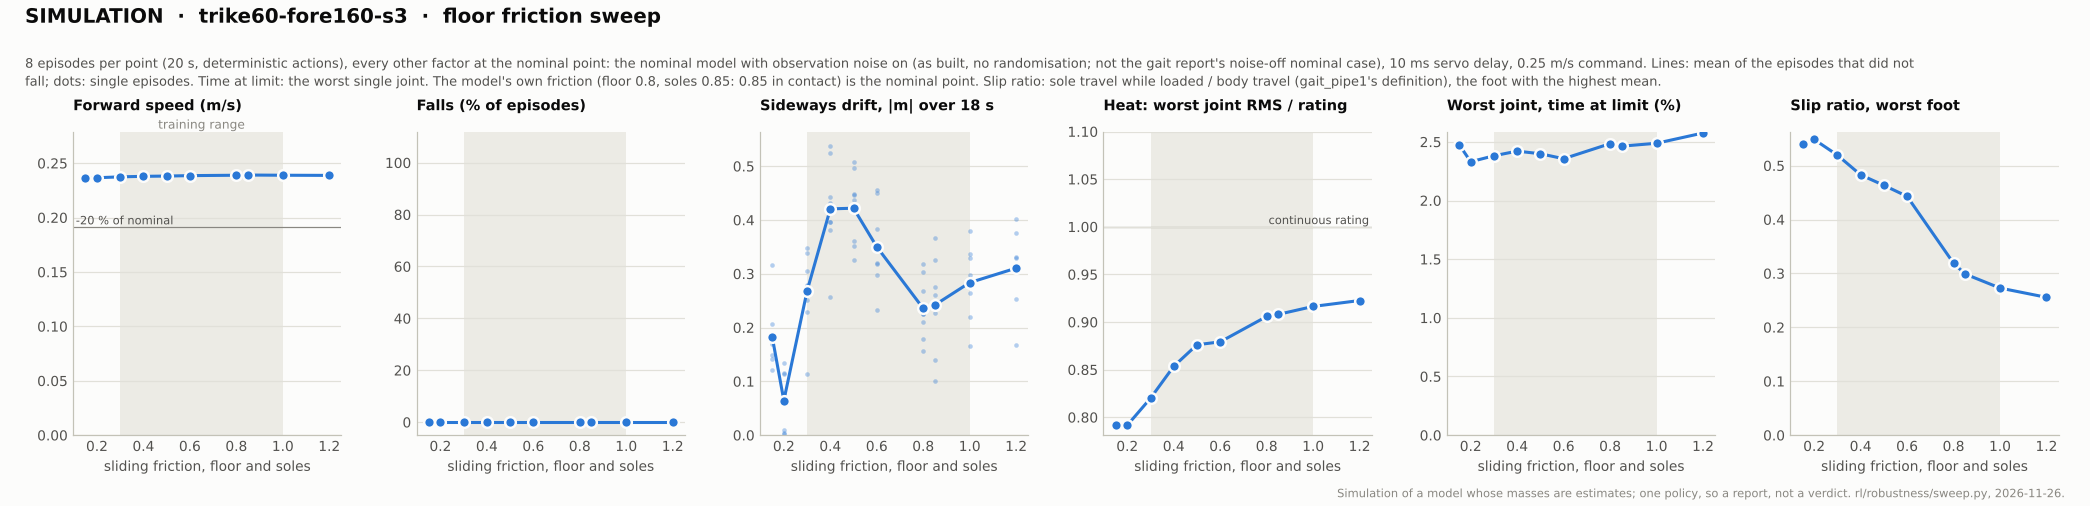 SIMULATION · trike60-fore160-s3 · floor friction sweep
8 episodes per point (20 s, deterministic actions), every other factor at the nominal point: the nominal model with observation noise on (as built, no randomisation; not the gait report's noise-off nominal case), 10 ms servo delay, 0.25 m/s command. Lines: mean of the episodes that did not
fall; dots: single episodes. Time at limit: the worst single joint. The model's own friction (floor 0.8, soles 0.85: 0.85 in contact) is the nominal point. Slip ratio: sole travel while loaded / body travel (gait_pipe1's definition), the foot with the highest mean.
Forward speed (m/s)
training range
0.25
0.20
-20 % of nominal
0.15
0.10
0.05
0.00
0.2 0.4 0.6 0.8 1.0 1.2
sliding friction, floor and soles
Falls (% of episodes)
100
80
60
40
20
0
0.2 0.4 0.6 0.8 1.0 1.2
sliding friction, floor and soles
Sideways drift, |m| over 18 s
0.5
0.4
0.3
0.2
0.1
0.0
0.2 0.4 0.6 0.8 1.0 1.2
sliding friction, floor and soles
Heat: worst joint RMS / rating
1.10
1.05
continuous rating
1.00
0.95
0.90
0.85
0.80
0.2 0.4 0.6 0.8 1.0 1.2
sliding friction, floor and soles
Worst joint, time at limit (%)
2.5
2.0
1.5
1.0
0.5
0.0
0.2 0.4 0.6 0.8 1.0 1.2
sliding friction, floor and soles
Slip ratio, worst foot
0.5
0.4
0.3
0.2
0.1
0.0
0.2 0.4 0.6 0.8 1.0 1.2
sliding friction, floor and soles
Simulation of a model whose masses are estimates; one policy, so a report, not a verdict. rl/robustness/sweep.py, 2026-11-26.